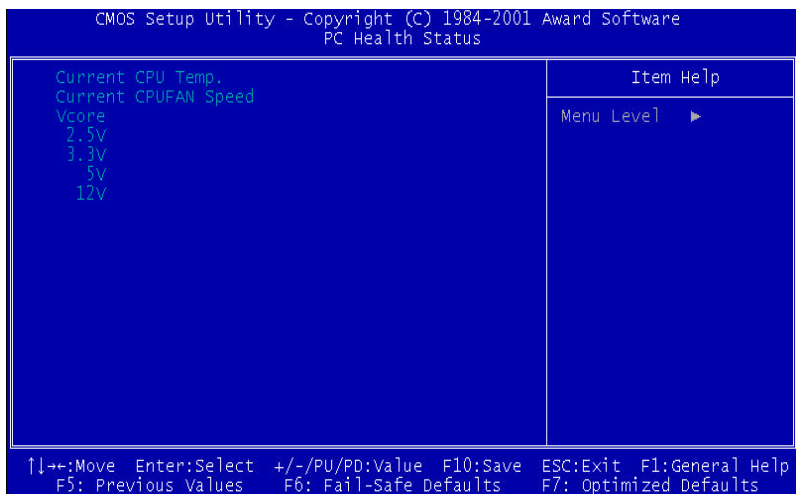 CMOS Setup Utility - Copyright (C) 1984-2001 Award Software
PC Health Status
Current CPU Temp.
Current CPUFAN Speed
Vcore
2.5V
3.3V
5V
12V
Item Help
Menu Level ►
↑↓→←:Move Enter:Select +/-/PU/PD:Value F10:Save ESC:Exit F1:General Help
F5: Previous Values F6: Fail-Safe Defaults F7: Optimized Defaults